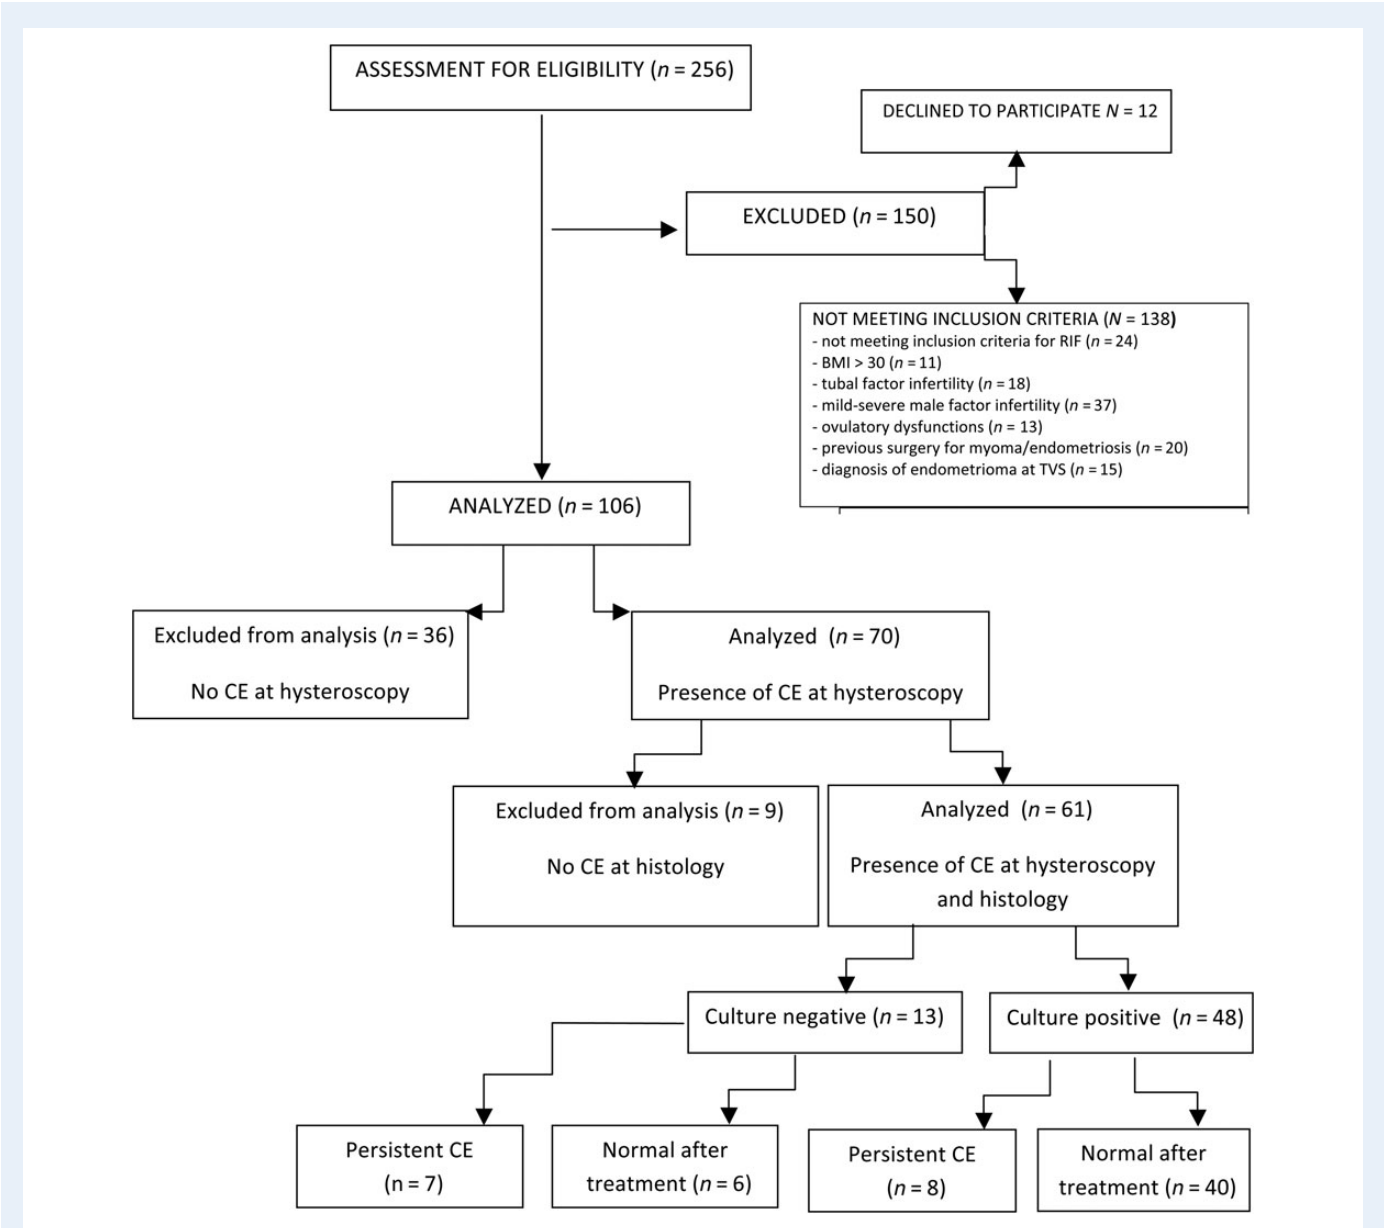 ASSESSMENT FOR ELIGIBILITY (n = 256)
DECLINED TO PARTICIPATE N = 12
EXCLUDED (n = 150)
NOT MEETING INCLUSION CRITERIA (N = 138)
- not meeting inclusion criteria for RIF (n = 24)
- BMI > 30 (n = 11)
- tubal factor infertility (n = 18)
- mild-severe male factor infertility (n = 37)
- ovulatory dysfunctions (n = 13)
- previous surgery for myoma/endometriosis (n = 20)
- diagnosis of endometrioma at TVS (n = 15)
ANALYZED (n = 106)
Excluded from analysis (n = 36)
No CE at hysteroscopy
Analyzed (n = 70)
Presence of CE at hysteroscopy
Excluded from analysis (n = 9)
No CE at histology
Analyzed (n = 61)
Presence of CE at hysteroscopy
and histology
Culture negative (n = 13)
Culture positive (n = 48)
Persistent CE
(n = 7)
Normal after
treatment (n = 6)
Persistent CE
(n = 8)
Normal after
treatment (n = 40)